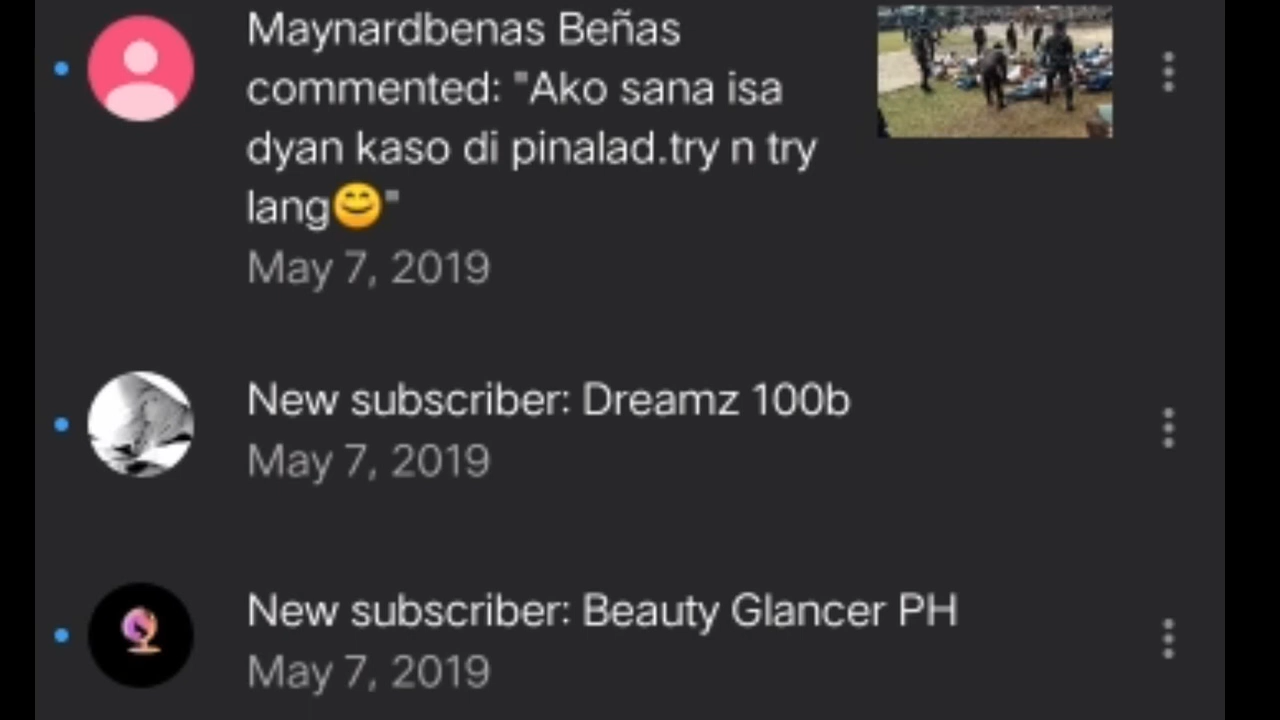 Maynardbenas Beñas
commented: "Ako sana isa
dyan kaso di pinalad.try n try
lang😊"
May 7, 2019
New subscriber: Dreamz 100b
May 7, 2019
New subscriber: Beauty Glancer PH
May 7, 2019